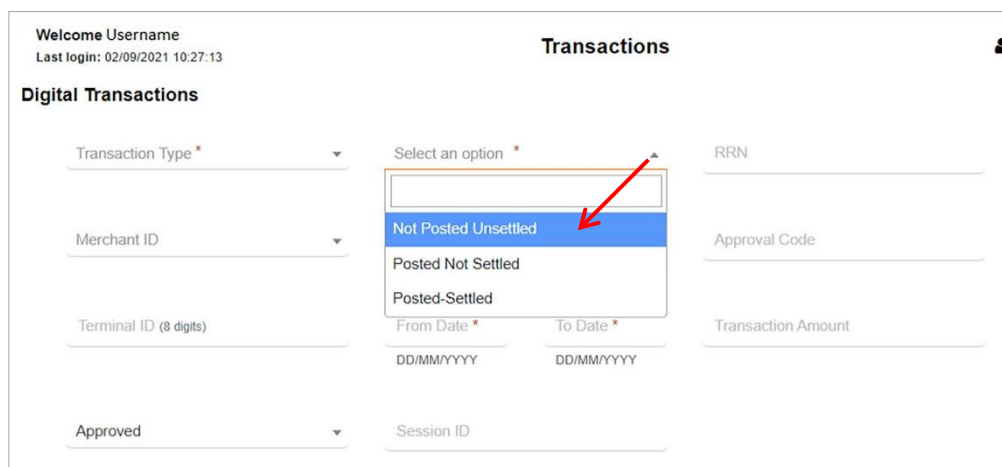 Welcome Username
Last login: 02/09/2021 10:27:13
Transactions
Digital Transactions
Transaction Type *
Select an option *
RRN
Not Posted Unsettled
Posted Not Settled
Posted-Settled
Merchant ID
Approval Code
Terminal ID (8 digits)
From Date *
To Date *
Transaction Amount
DD/MM/YYYY
DD/MM/YYYY
Approved
Session ID